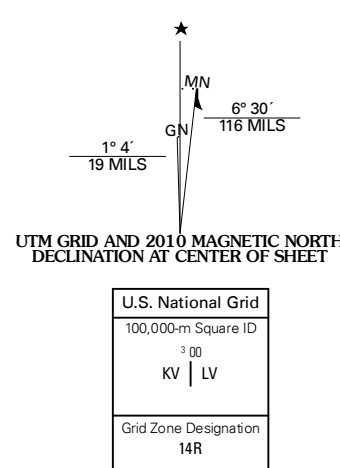 MN
6° 30´
116 MILS
GN
1° 4´
19 MILS
UTM GRID AND 2010 MAGNETIC NORTH
DECLINATION AT CENTER OF SHEET
U.S. National Grid
100,000-m Square ID
3 00
KV LV
Grid Zone Designation
14R